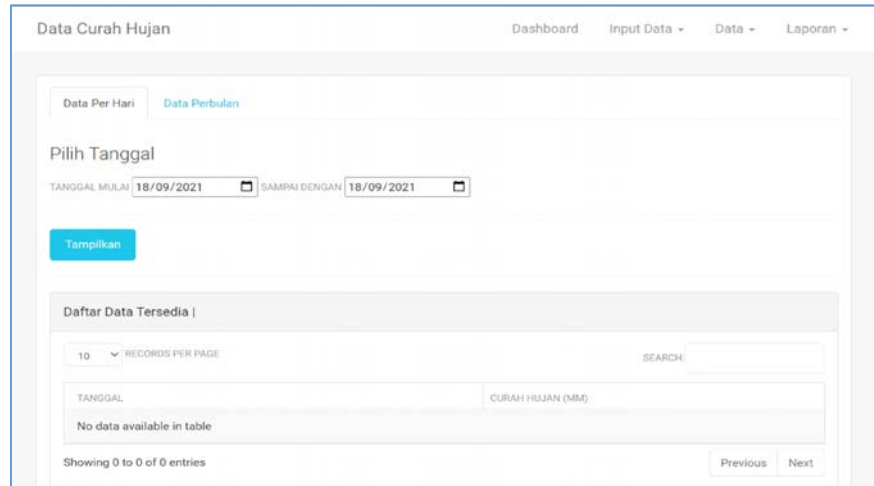 Data Curah Hujan Dashboard Input Data Data Laporan
Data Per Hari Data Perbulan
Pilih Tanggal
TANGGAL MULAI 18/09/2021 SAMPAI DENGAN 18/09/2021
Tampilkan
Daftar Data Tersedia |
10 RECORDS PER PAGE SEARCH:
TANGGAL CURAH HUJAN (MM)
No data available in table
Showing 0 to 0 of 0 entries Previous Next